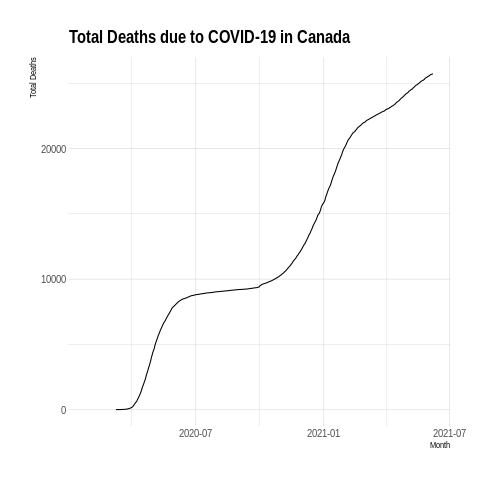 Total Deaths due to COVID-19 in Canada
Total Deaths
20000
10000
0
2020-07
2021-01
2021-07
Month